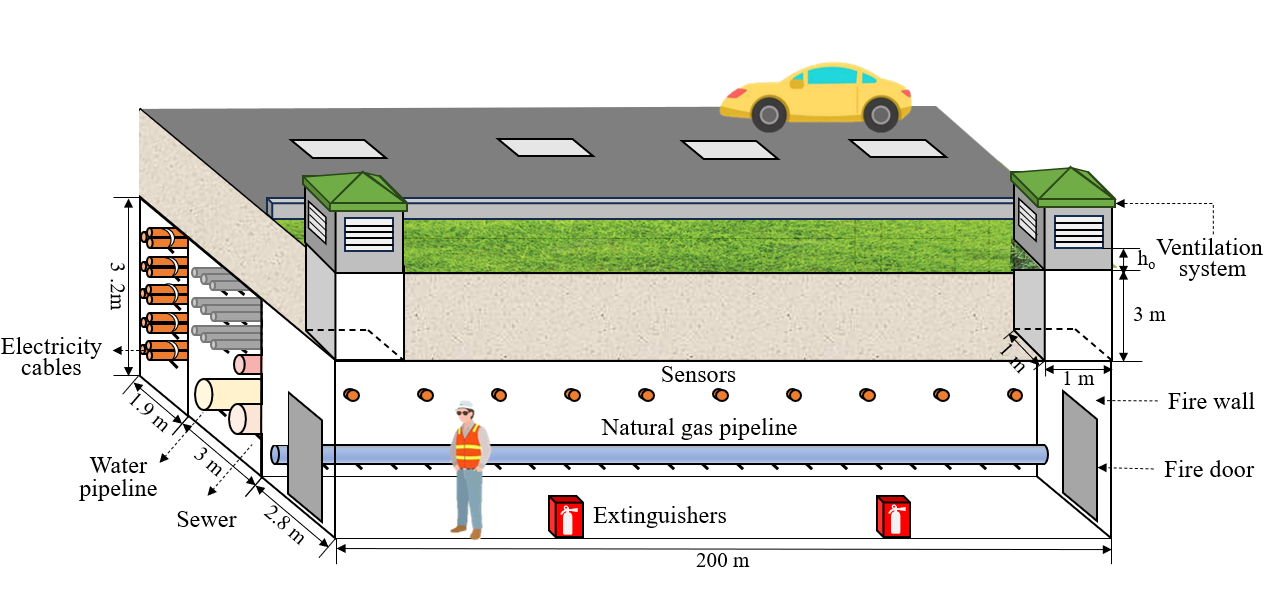 Ventilation
system
hₒ
3 m
1 m
1 m
3.2m
Electricity
cables
Sensors
Fire wall
Natural gas pipeline
1.9 m
3 m
2.8 m
Water
pipeline
Sewer
Fire door
Extinguishers
200 m